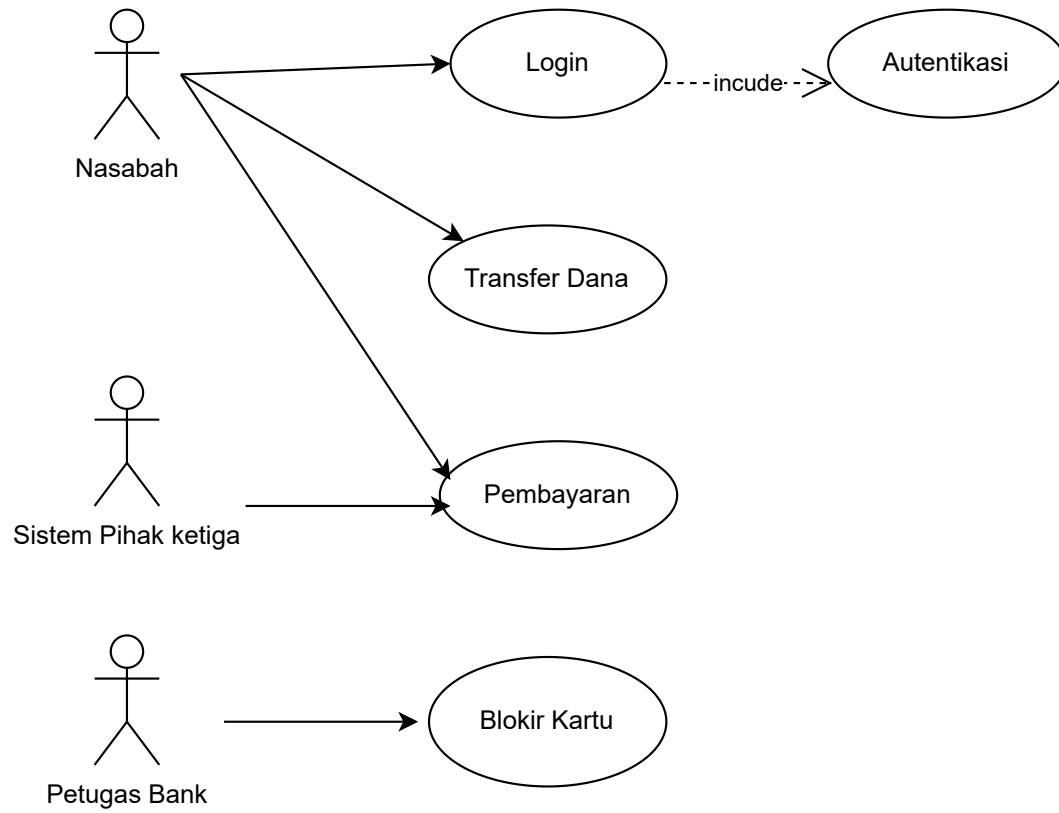 Login
incude
Autentikasi
Nasabah
Transfer Dana
Pembayaran
Sistem Pihak ketiga
Blokir Kartu
Petugas Bank